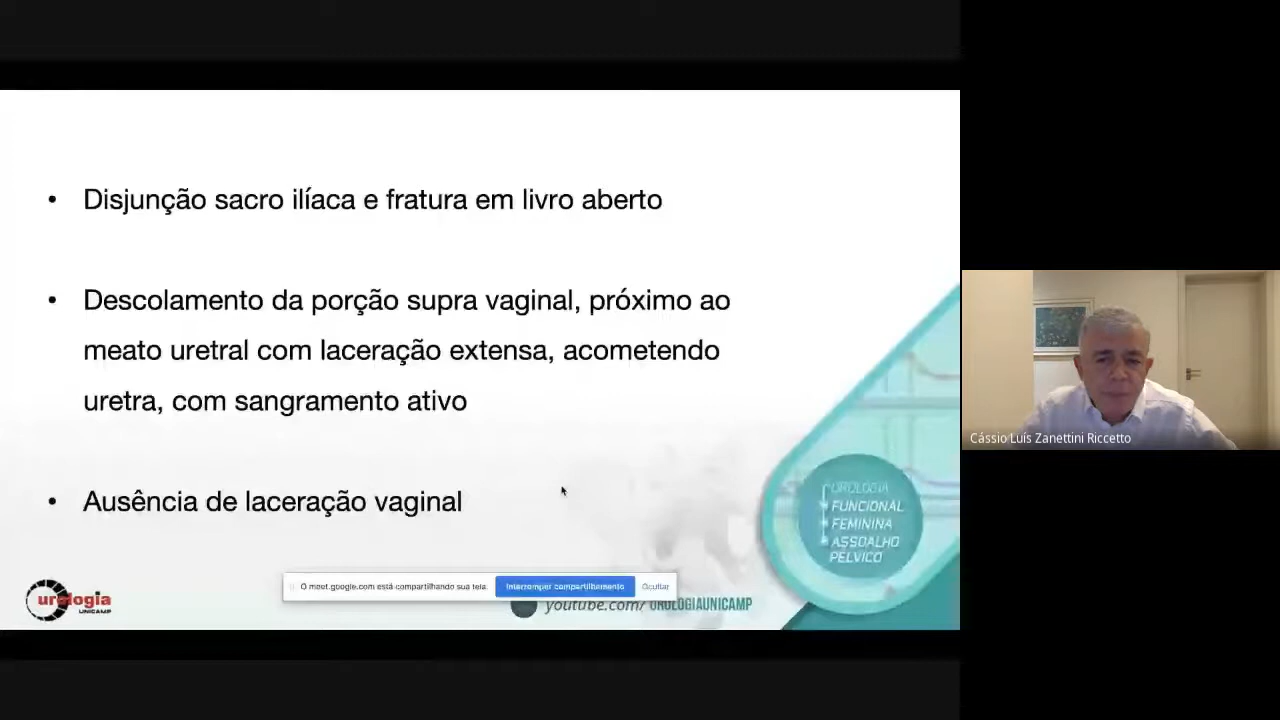 • Disjunção sacro ilíaca e fratura em livro aberto
• Descolamento da porção supra vaginal, próximo ao
meato uretral com laceração extensa, acometendo
uretra, com sangramento ativo
• Ausência de laceração vaginal
UROLOGIA
FUNCIONAL
FEMININA
ASSOALHO
PÉLVICO
O meet.google.com está compartilhando sua tela.
Interromper compartilhamento
Ocultar
urologia
UNICAMP
youtube.com/ UROLOGIAUNICAMP
Cássio Luís Zanettini Riccetto